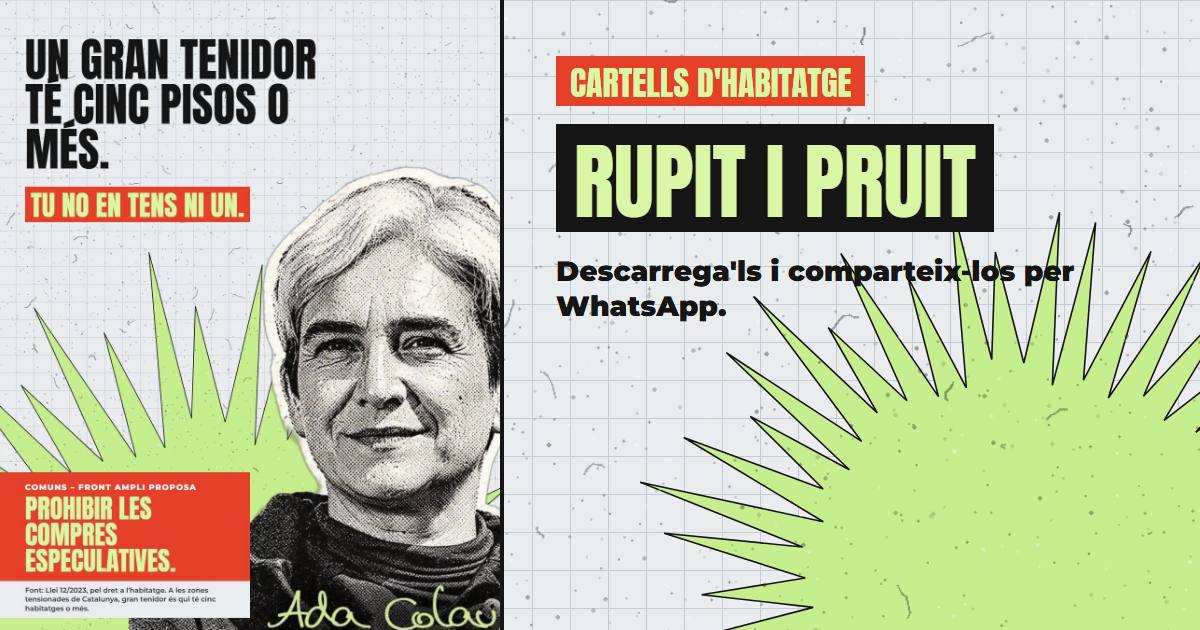 UN GRAN TENIDOR
TÉ CINC PISOS O
MÉS.
TU NO EN TENS NI UN.
COMUNS – FRONT AMPLI PROPOSA
PROHIBIR LES
COMPRES
ESPECULATIVES.
Font: Llei 12/2023, pel dret a l'habitatge. A les zones
tensionades de Catalunya, gran tenidor és qui té cinc
habitatges o més.
Ada Colau
CARTELLS D'HABITATGE
RUPIT I PRUIT
Descarrega'ls i comparteix-los per
WhatsApp.